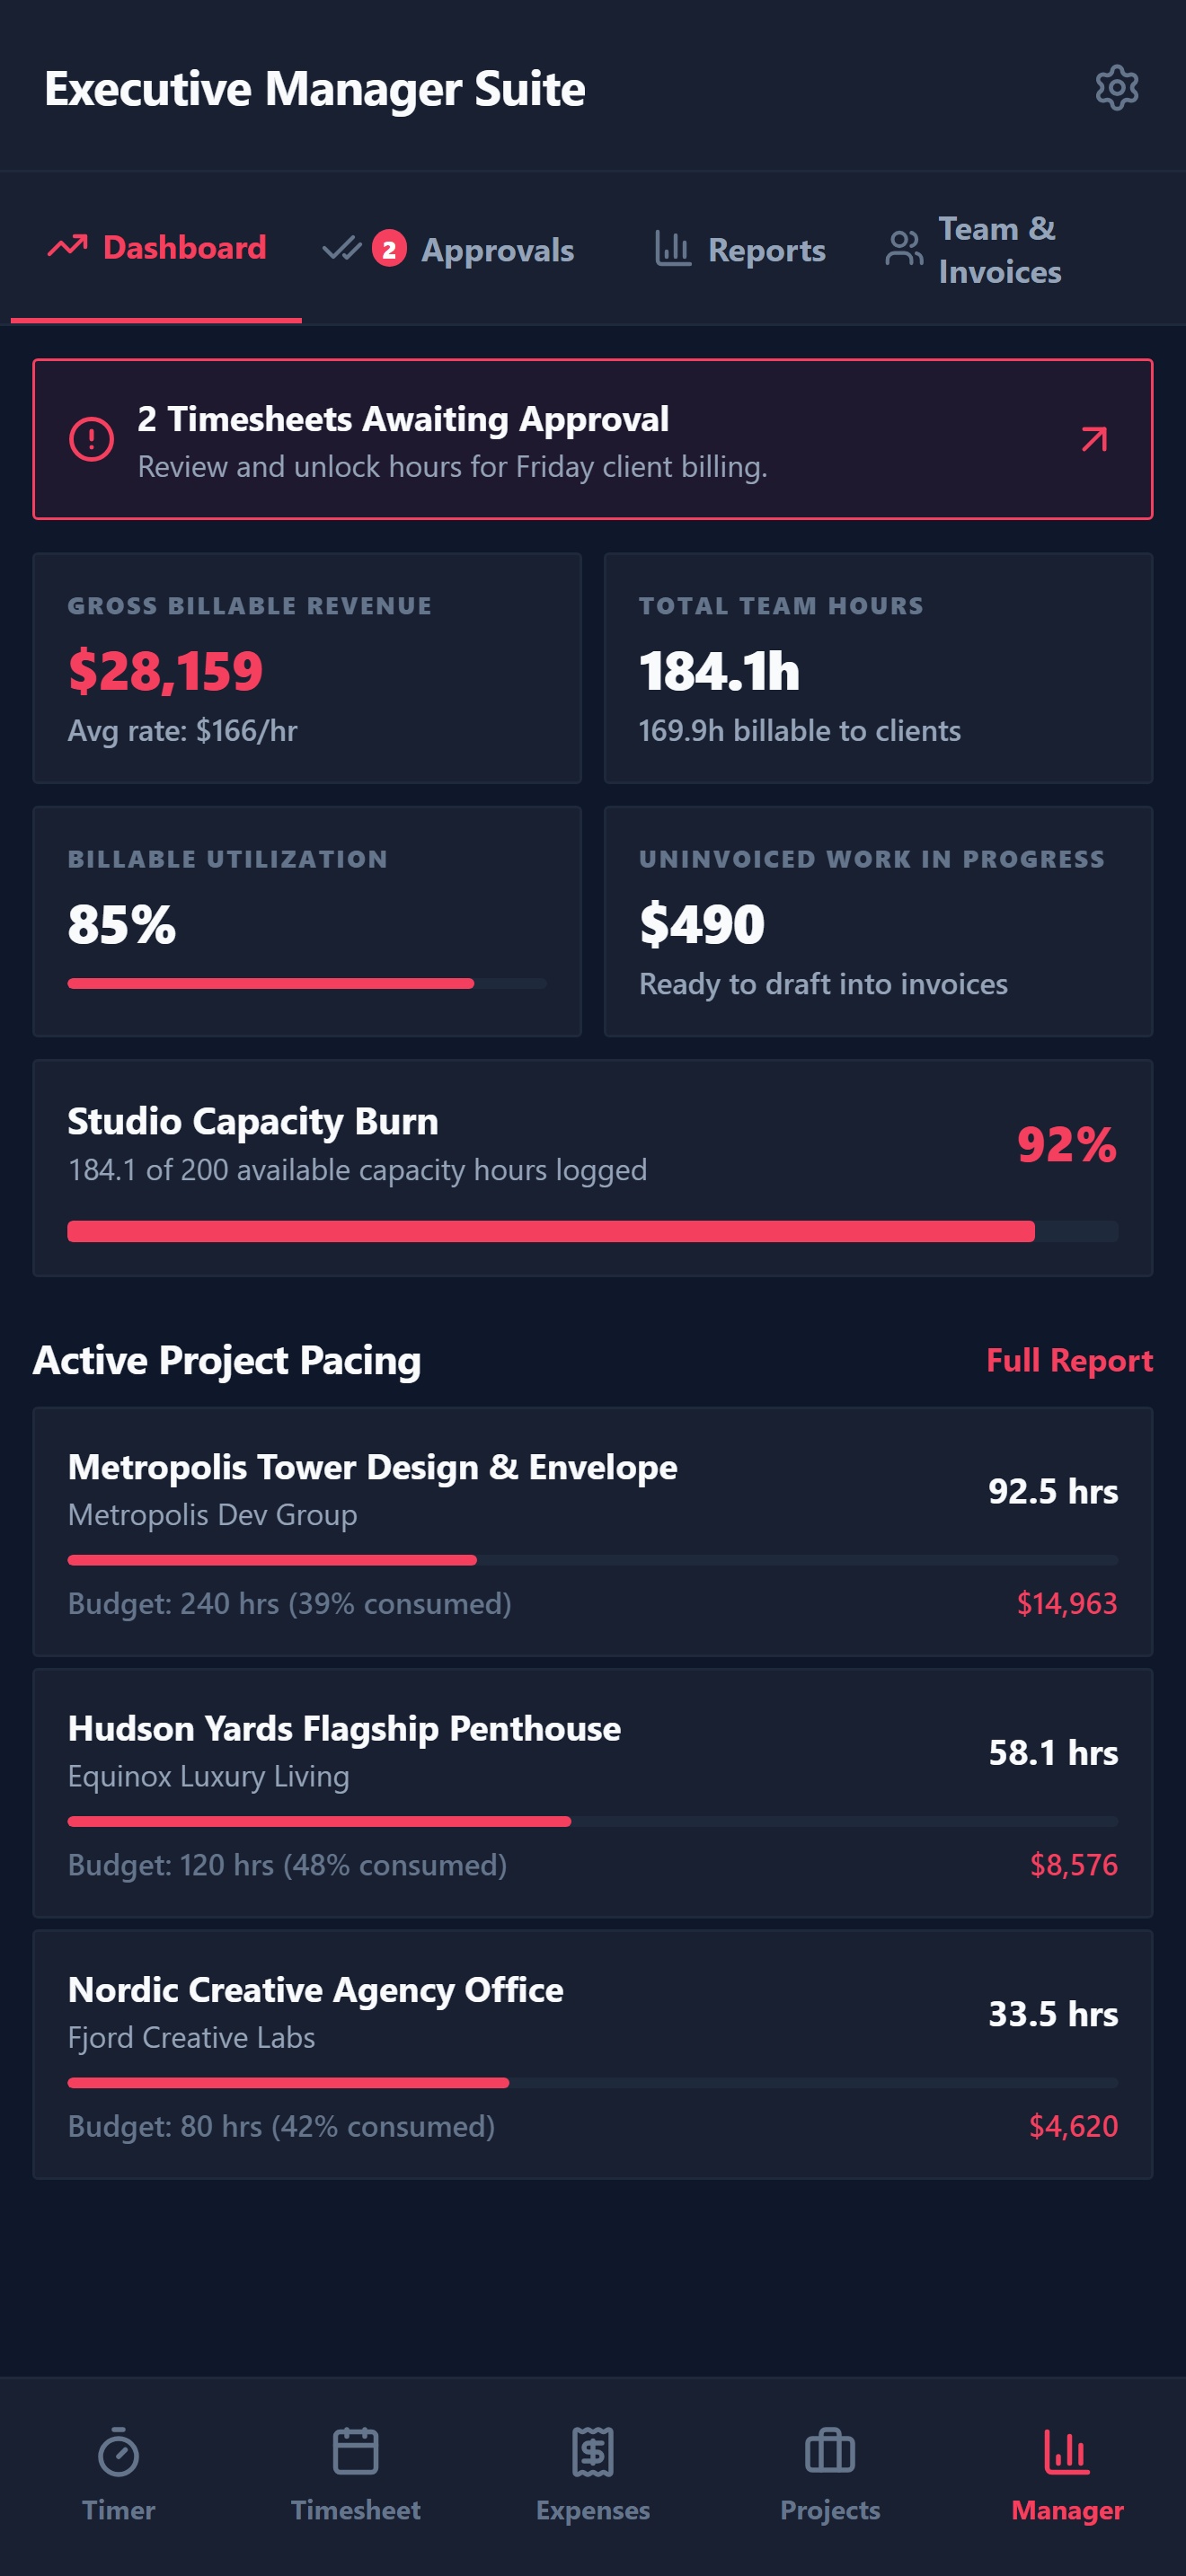 Executive Manager Suite
Dashboard
2 Approvals
Reports
Team &
Invoices
2 Timesheets Awaiting Approval
Review and unlock hours for Friday client billing.
GROSS BILLABLE REVENUE
$28,159
Avg rate: $166/hr
TOTAL TEAM HOURS
184.1h
169.9h billable to clients
BILLABLE UTILIZATION
85%
UNINVOICED WORK IN PROGRESS
$490
Ready to draft into invoices
Studio Capacity Burn
184.1 of 200 available capacity hours logged
92%
Active Project Pacing
Full Report
Metropolis Tower Design & Envelope
Metropolis Dev Group
92.5 hrs
Budget: 240 hrs (39% consumed)
$14,963
Hudson Yards Flagship Penthouse
Equinox Luxury Living
58.1 hrs
Budget: 120 hrs (48% consumed)
$8,576
Nordic Creative Agency Office
Fjord Creative Labs
33.5 hrs
Budget: 80 hrs (42% consumed)
$4,620
Timer
Timesheet
Expenses
Projects
Manager